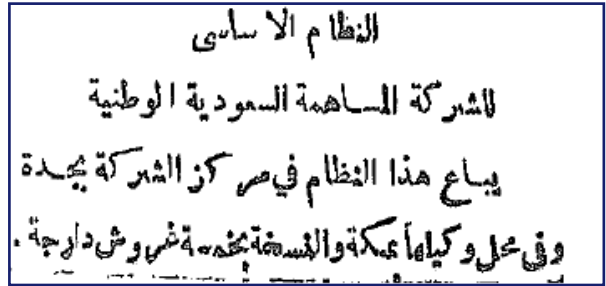 النظام الاساسى
للشركة المساهمة السعودية الوطنية
يباع هذا النظام في مركز الشركة بجدة
وفى محل وكيلها بمكة والنسخة بخمسة قروش دارجة .